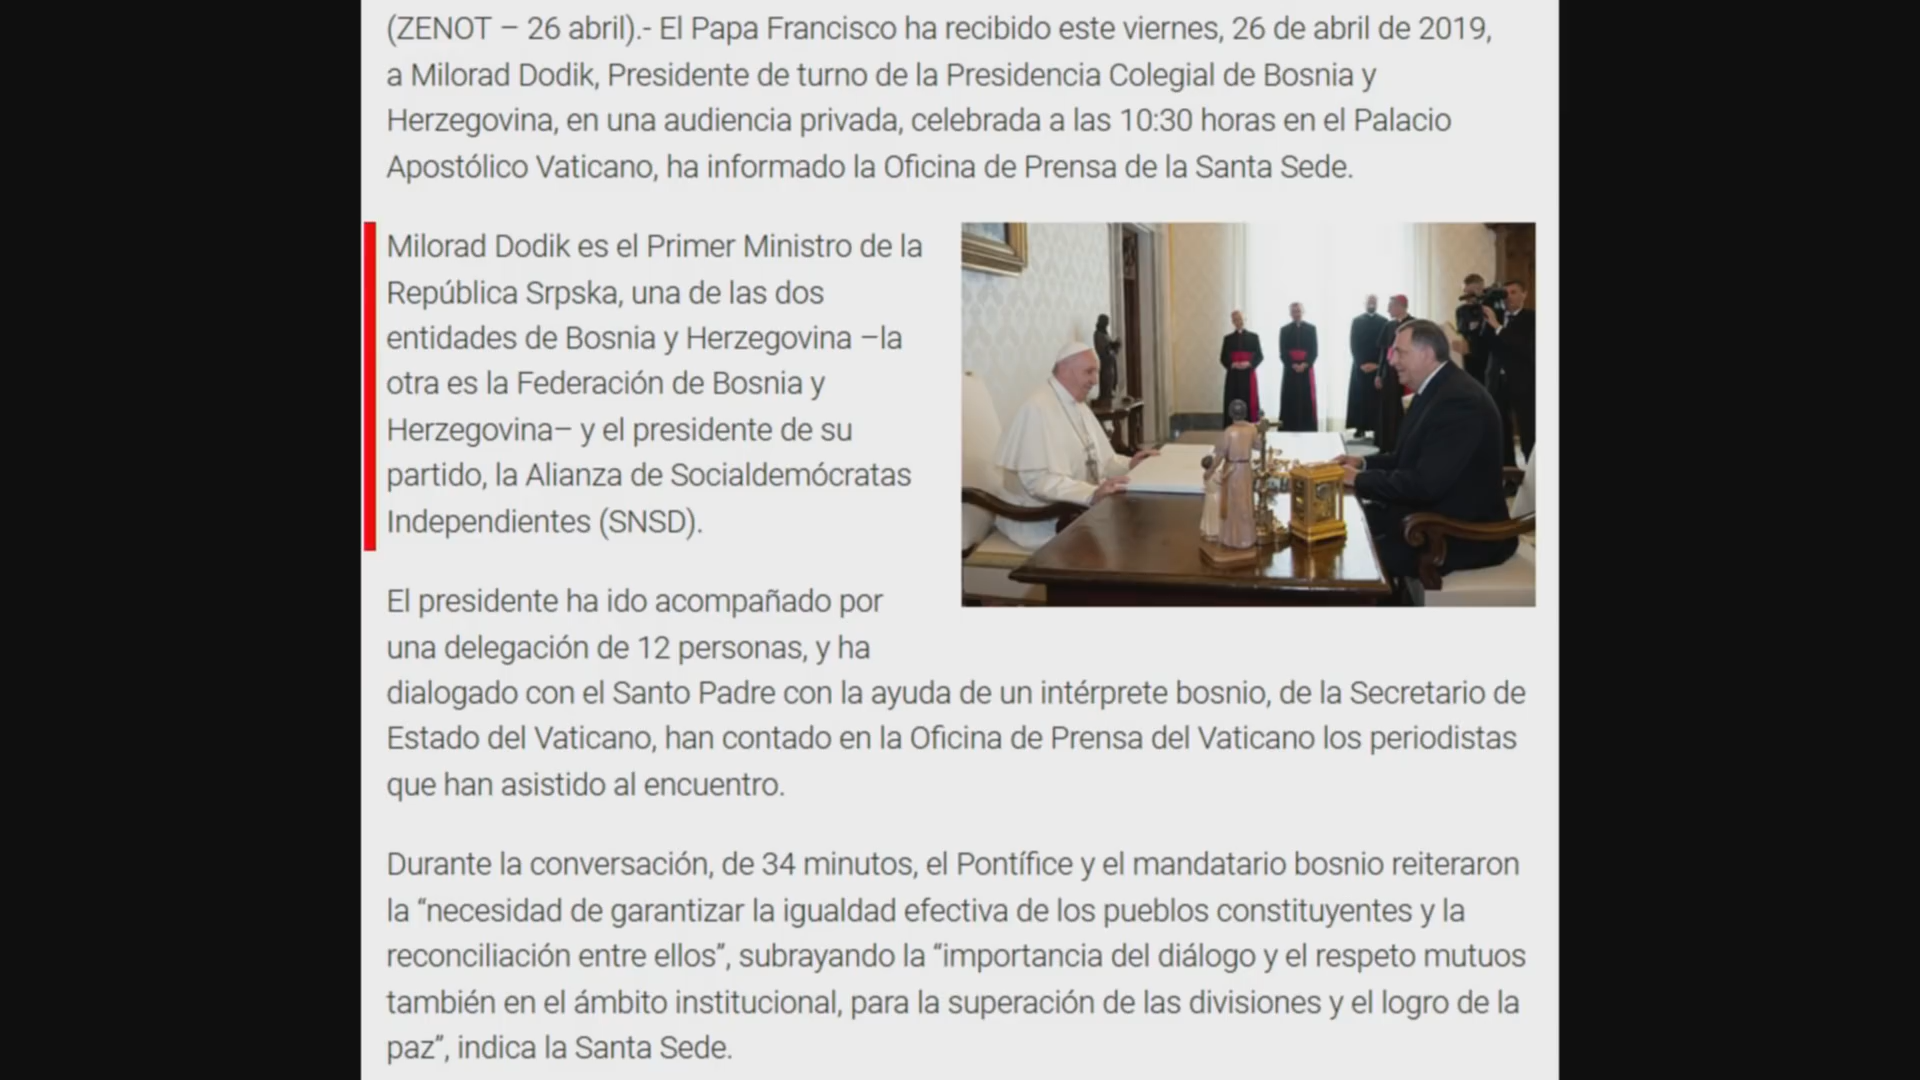 (ZENOT – 26 abril).- El Papa Francisco ha recibido este viernes, 26 de abril de 2019,
a Milorad Dodik, Presidente de turno de la Presidencia Colegial de Bosnia y
Herzegovina, en una audiencia privada, celebrada a las 10:30 horas en el Palacio
Apostólico Vaticano, ha informado la Oficina de Prensa de la Santa Sede.
Milorad Dodik es el Primer Ministro de la
República Srpska, una de las dos
entidades de Bosnia y Herzegovina –la
otra es la Federación de Bosnia y
Herzegovina– y el presidente de su
partido, la Alianza de Socialdemócratas
Independientes (SNSD).
El presidente ha ido acompañado por
una delegación de 12 personas, y ha
dialogado con el Santo Padre con la ayuda de un intérprete bosnio, de la Secretario de
Estado del Vaticano, han contado en la Oficina de Prensa del Vaticano los periodistas
que han asistido al encuentro.
Durante la conversación, de 34 minutos, el Pontífice y el mandatario bosnio reiteraron
la “necesidad de garantizar la igualdad efectiva de los pueblos constituyentes y la
reconciliación entre ellos”, subrayando la “importancia del diálogo y el respeto mutuos
también en el ámbito institucional, para la superación de las divisiones y el logro de la
paz”, indica la Santa Sede.